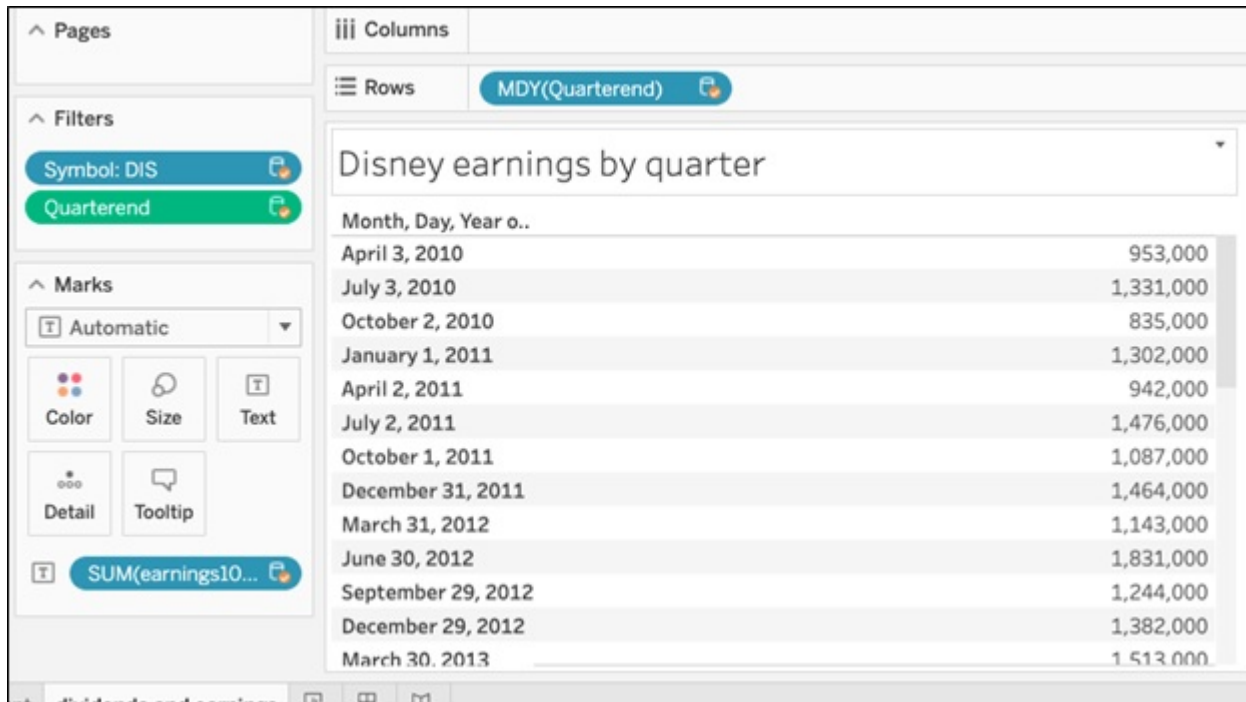 Pages
Filters
Symbol: DIS
Quarterend
Marks
Automatic
Color Size Text
Detail Tooltip
SUM(earnings10...
Columns
Rows MDY(Quarterend)
Disney earnings by quarter
Month, Day, Year o..
April 3, 2010 953,000
July 3, 2010 1,331,000
October 2, 2010 835,000
January 1, 2011 1,302,000
April 2, 2011 942,000
July 2, 2011 1,476,000
October 1, 2011 1,087,000
December 31, 2011 1,464,000
March 31, 2012 1,143,000
June 30, 2012 1,831,000
September 29, 2012 1,244,000
December 29, 2012 1,382,000
March 30, 2013 1,513,000
dividends and earnings